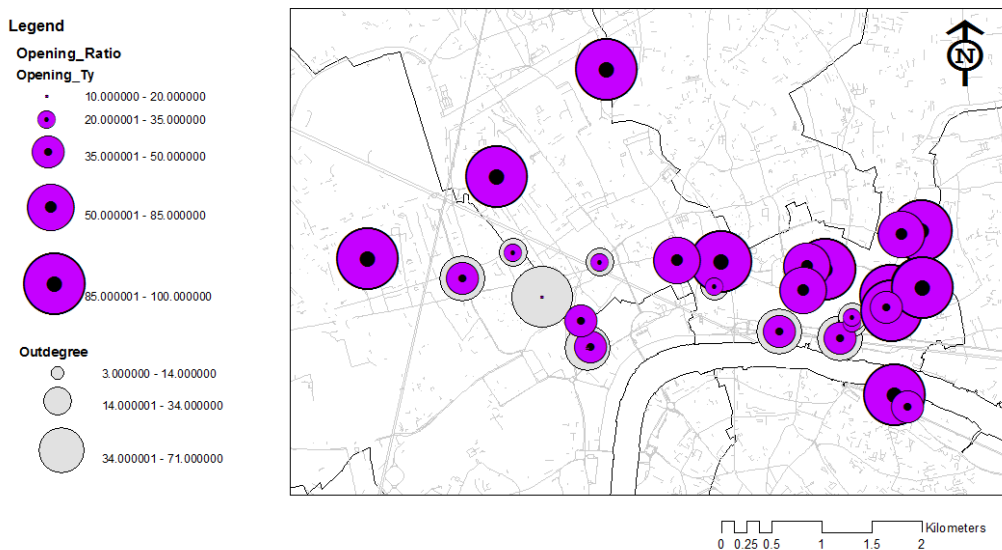 Legend
Opening_Ratio
Opening_Ty
10.000000 - 20.000000
20.000001 - 35.000000
35.000001 - 50.000000
50.000001 - 85.000000
85.000001 - 100.000000
Outdegree
3.000000 - 14.000000
14.000001 - 34.000000
34.000001 - 71.000000
N
Kilometers
0 0.25 0.5 1 1.5 2